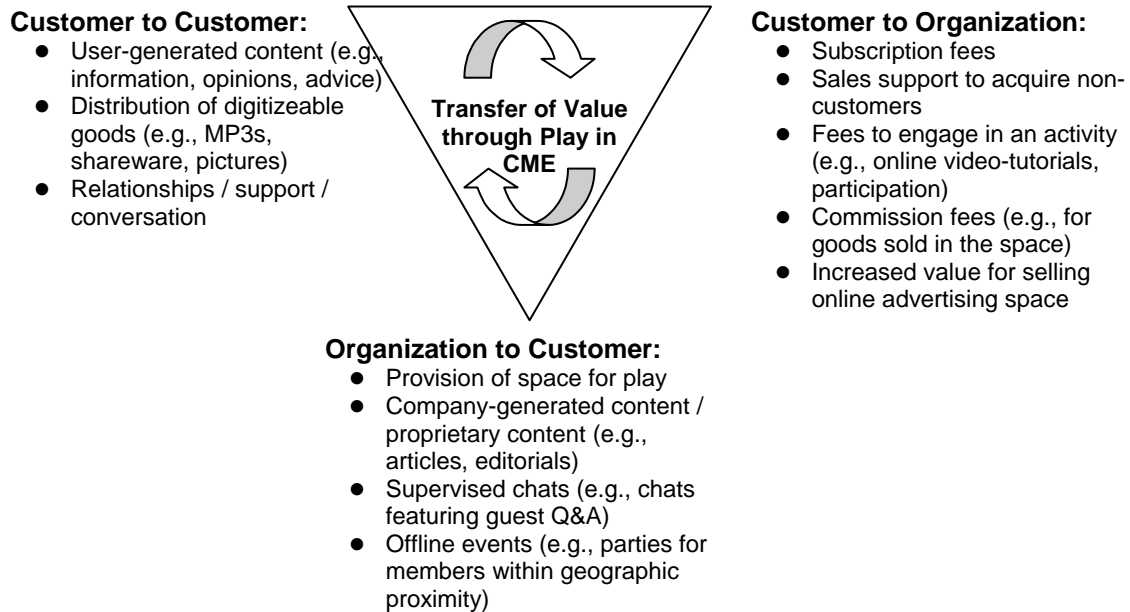 Customer to Customer:
● User-generated content (e.g.,
information, opinions, advice)
● Distribution of digitizeable
goods (e.g., MP3s,
shareware, pictures)
● Relationships / support /
conversation
Transfer of Value
through Play in
CME
Customer to Organization:
● Subscription fees
● Sales support to acquire non-
customers
● Fees to engage in an activity
(e.g., online video-tutorials,
participation)
● Commission fees (e.g., for
goods sold in the space)
● Increased value for selling
online advertising space
Organization to Customer:
● Provision of space for play
● Company-generated content /
proprietary content (e.g.,
articles, editorials)
● Supervised chats (e.g., chats
featuring guest Q&A)
● Offline events (e.g., parties for
members within geographic
proximity)